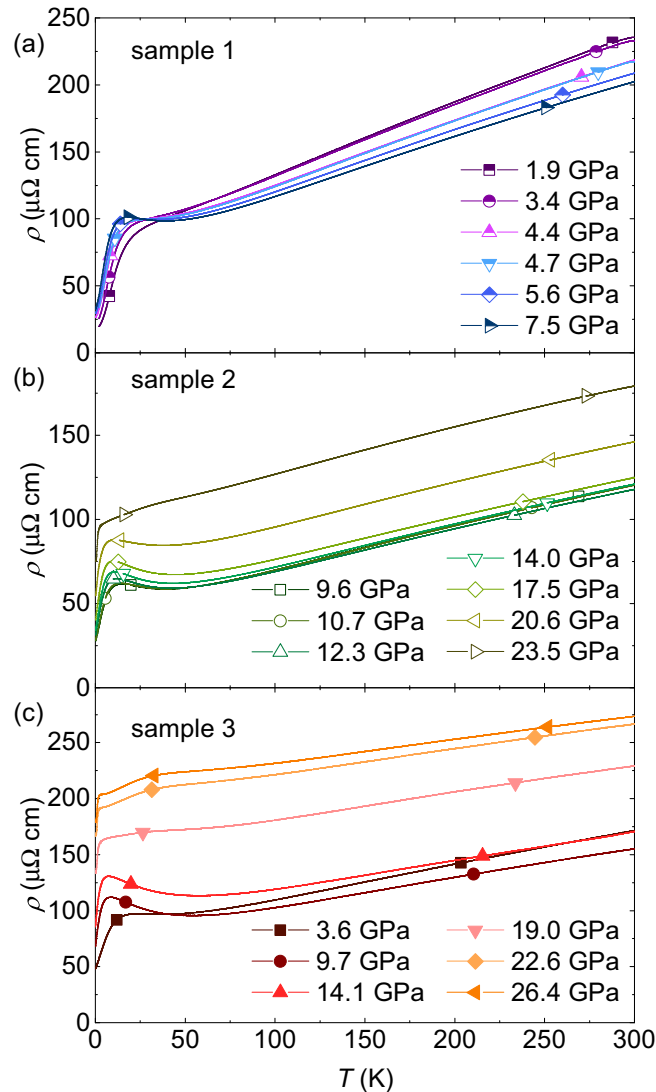 (a)
sample 1
250
200
150
100
50
0
ρ (μΩ cm)
1.9 GPa
3.4 GPa
4.4 GPa
4.7 GPa
5.6 GPa
7.5 GPa
(b)
sample 2
150
100
50
0
ρ (μΩ cm)
9.6 GPa
10.7 GPa
12.3 GPa
14.0 GPa
17.5 GPa
20.6 GPa
23.5 GPa
(c)
sample 3
250
200
150
100
50
0
ρ (μΩ cm)
3.6 GPa
9.7 GPa
14.1 GPa
19.0 GPa
22.6 GPa
26.4 GPa
0 50 100 150 200 250 300
T (K)